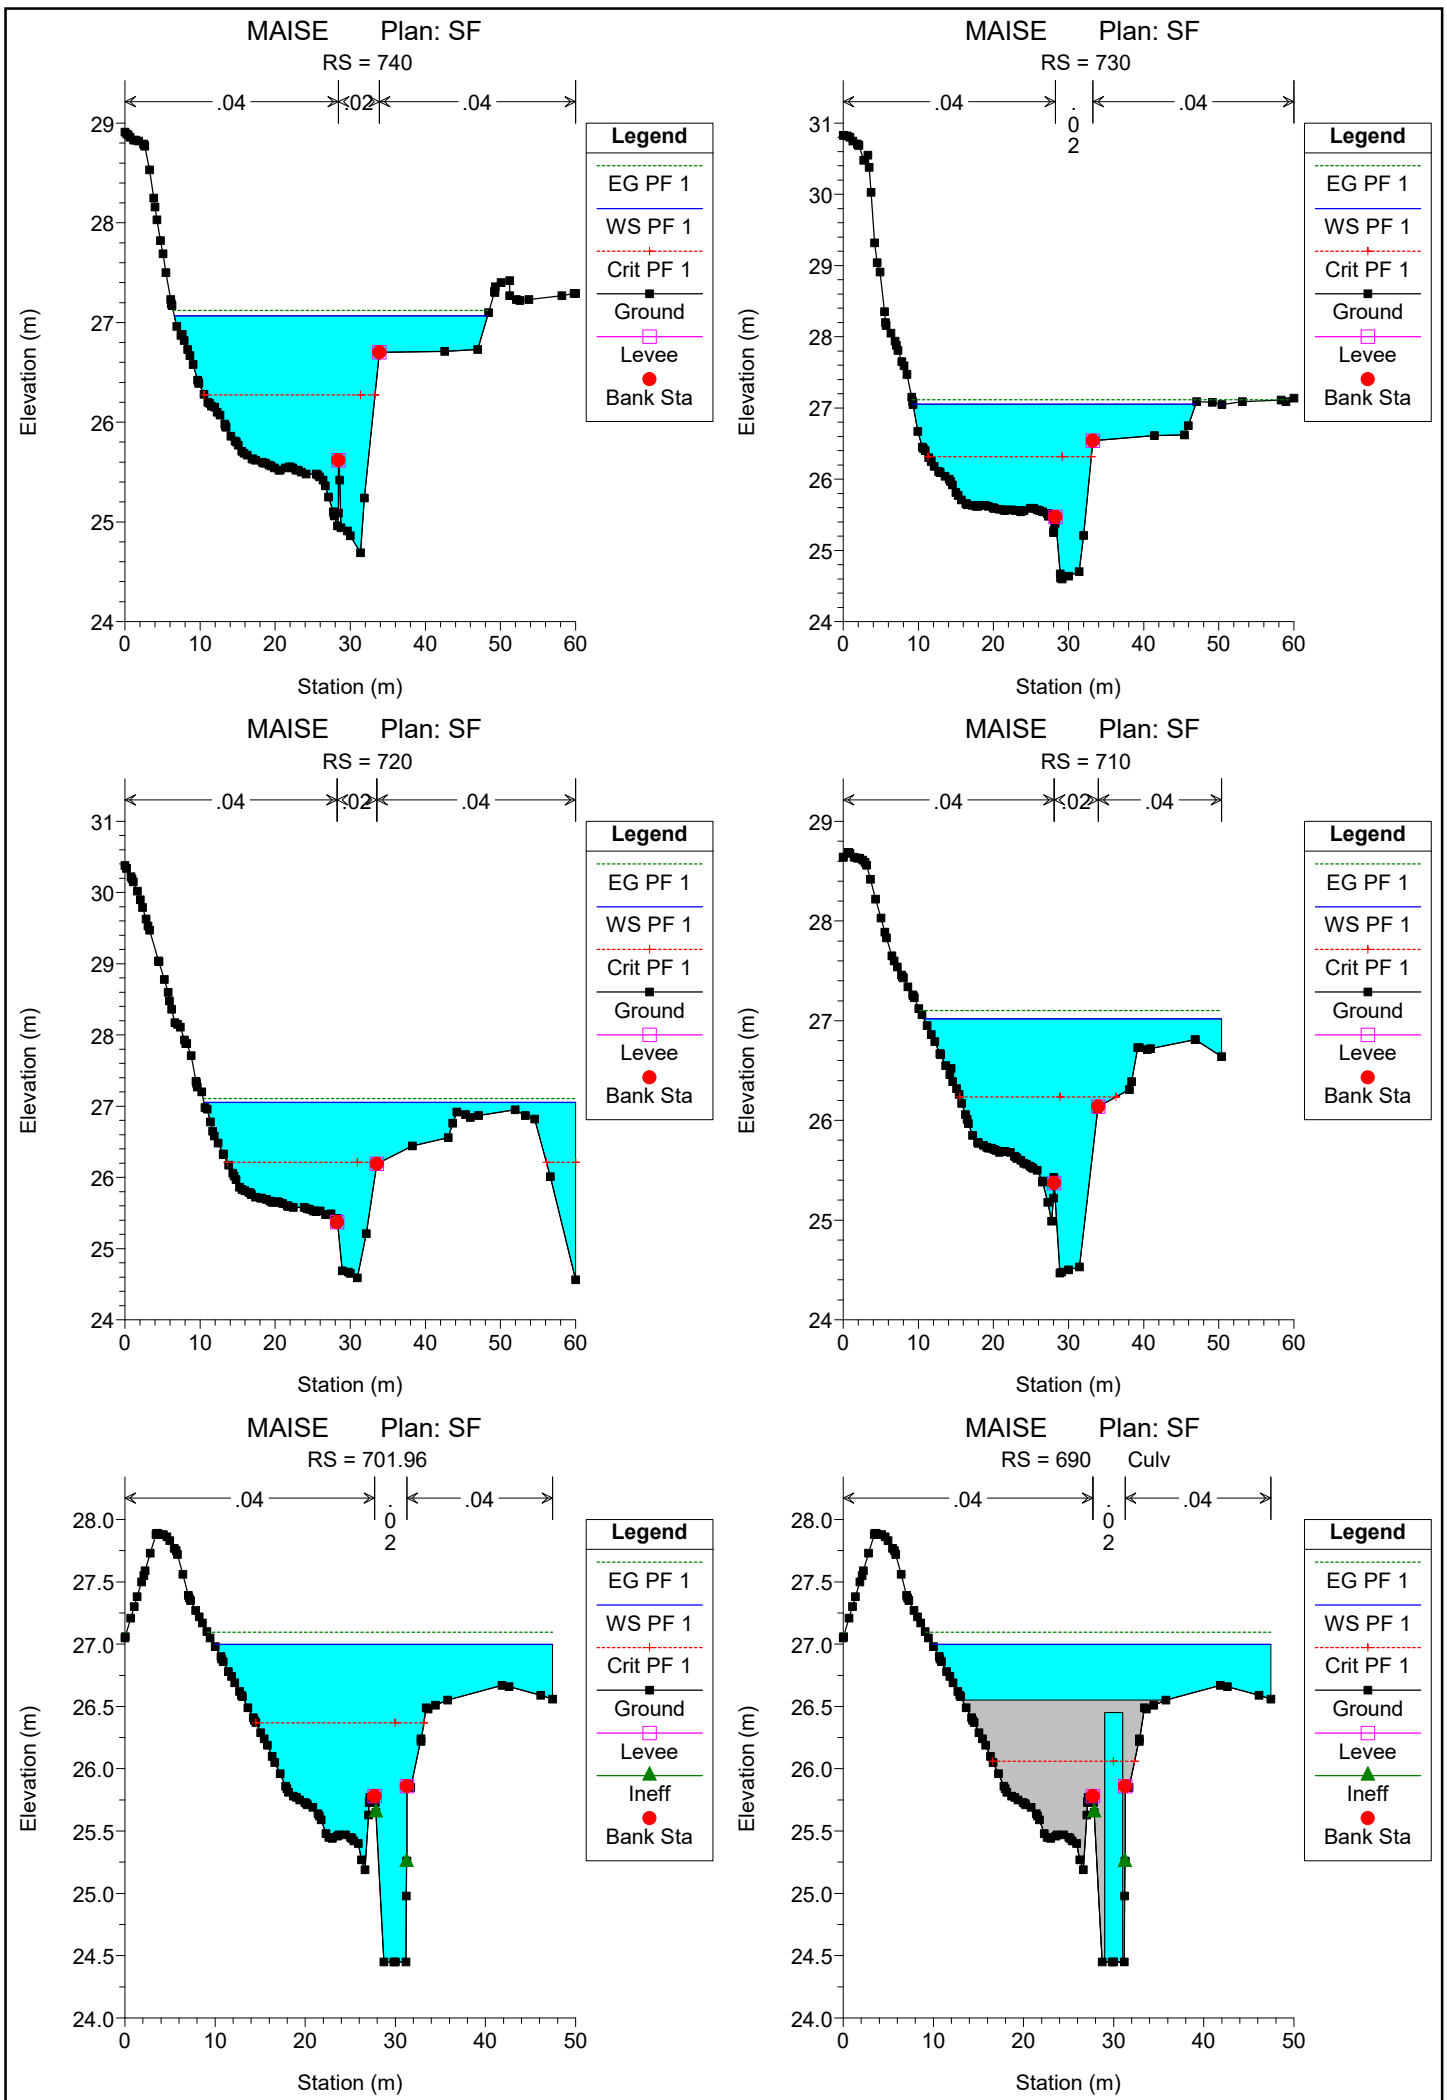 MAISE Plan: SF
RS = 740
.04 .02 .04
Legend
EG PF 1
WS PF 1
Crit PF 1
Ground
Levee
Bank Sta
Elevation (m)
29
28
27
26
25
24
0 10 20 30 40 50 60
Station (m)
MAISE Plan: SF
RS = 730
.04 .02 .04
Legend
EG PF 1
WS PF 1
Crit PF 1
Ground
Levee
Bank Sta
Elevation (m)
31
30
29
28
27
26
25
24
0 10 20 30 40 50 60
Station (m)
MAISE Plan: SF
RS = 720
.04 .02 .04
Legend
EG PF 1
WS PF 1
Crit PF 1
Ground
Levee
Bank Sta
Elevation (m)
31
30
29
28
27
26
25
24
0 10 20 30 40 50 60
Station (m)
MAISE Plan: SF
RS = 710
.04 .02 .04
Legend
EG PF 1
WS PF 1
Crit PF 1
Ground
Levee
Bank Sta
Elevation (m)
29
28
27
26
25
24
0 10 20 30 40 50 60
Station (m)
MAISE Plan: SF
RS = 701.96
.04 .02 .04
Legend
EG PF 1
WS PF 1
Crit PF 1
Ground
Levee
Ineff
Bank Sta
Elevation (m)
28.0
27.5
27.0
26.5
26.0
25.5
25.0
24.5
24.0
0 10 20 30 40 50
Station (m)
MAISE Plan: SF
RS = 690 Culv
.04 .02 .04
Legend
EG PF 1
WS PF 1
Crit PF 1
Ground
Levee
Ineff
Bank Sta
Elevation (m)
28.0
27.5
27.0
26.5
26.0
25.5
25.0
24.5
24.0
0 10 20 30 40 50
Station (m)